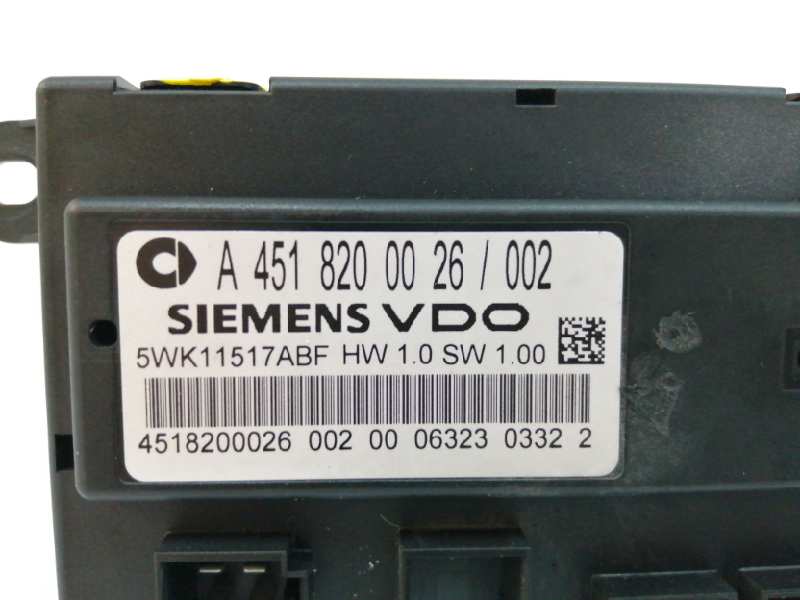 A 451 820 00 26 / 002
SIEMENS VDO
5WK11517ABF HW 1.0 SW 1.00
4518200026 002 00 06323 0332 2